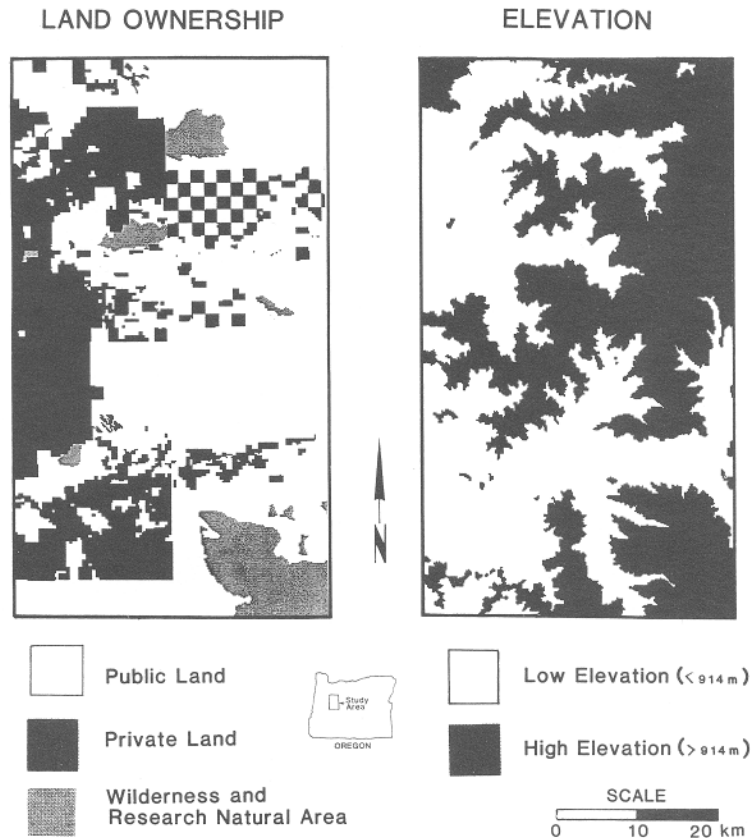 LAND OWNERSHIP
ELEVATION
N
Public Land
Private Land
Wilderness and
Research Natural Area
Study
Area
OREGON
Low Elevation (< 914 m)
High Elevation (> 914 m)
SCALE
0 10 20 km